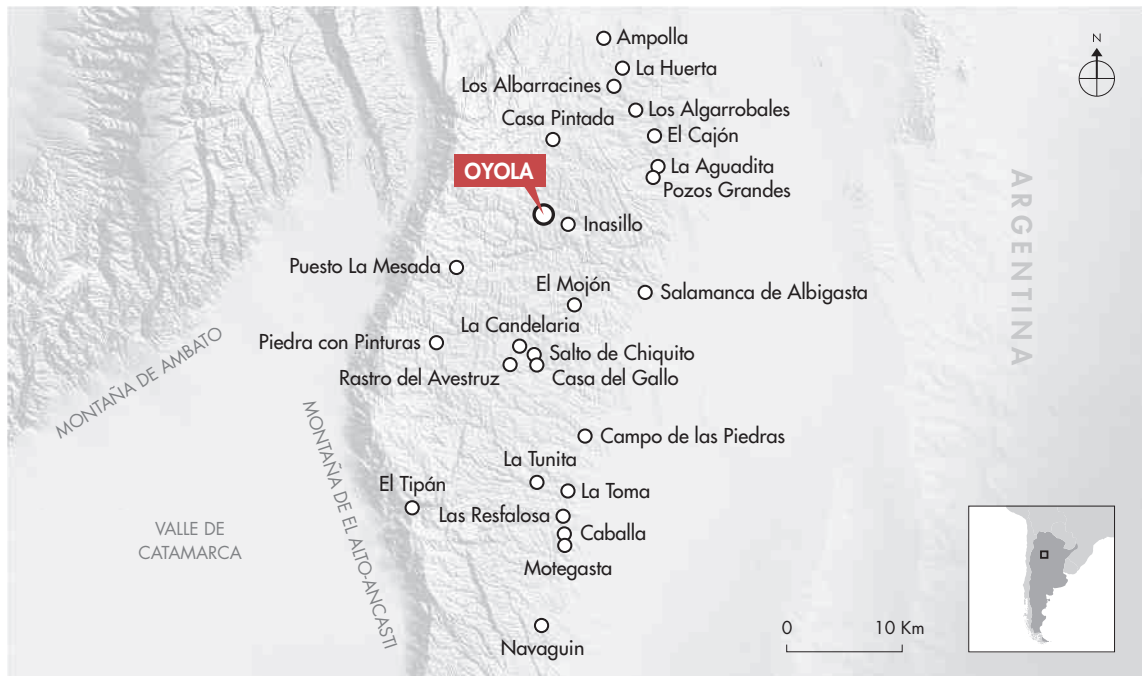 Ampolla
N
La Huerta
Los Albarracines
Los Algarrobales
Casa Pintada
El Cajón
OYOLA
La Aguadita
Pozos Grandes
Inasillo
ARGENTINA
Puesto La Mesada
El Mojón
Salamanca de Albigasta
La Candelaria
Piedra con Pinturas
Salto de Chiquito
Rastro del Avestruz
Casa del Gallo
MONTAÑA DE AMBATO
MONTAÑA DE EL ALTO-ANCASTI
Campo de las Piedras
La Tunita
El Tipán
La Toma
Las Resfalosa
VALLE DE
CATAMARCA
Caballa
Motegasta
0 10 Km
Navaguin